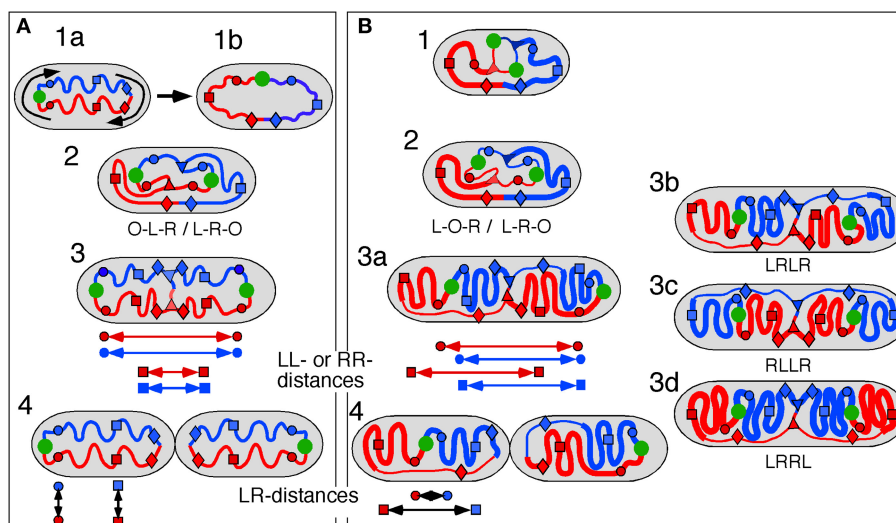 A
1a
1b
2
O-L-R / L-R-O
3
LL- or RR-
distances
4
LR-distances
B
1
2
L-O-R / L-R-O
3a
4
3b
LRLR
3c
RLLR
3d
LRRL